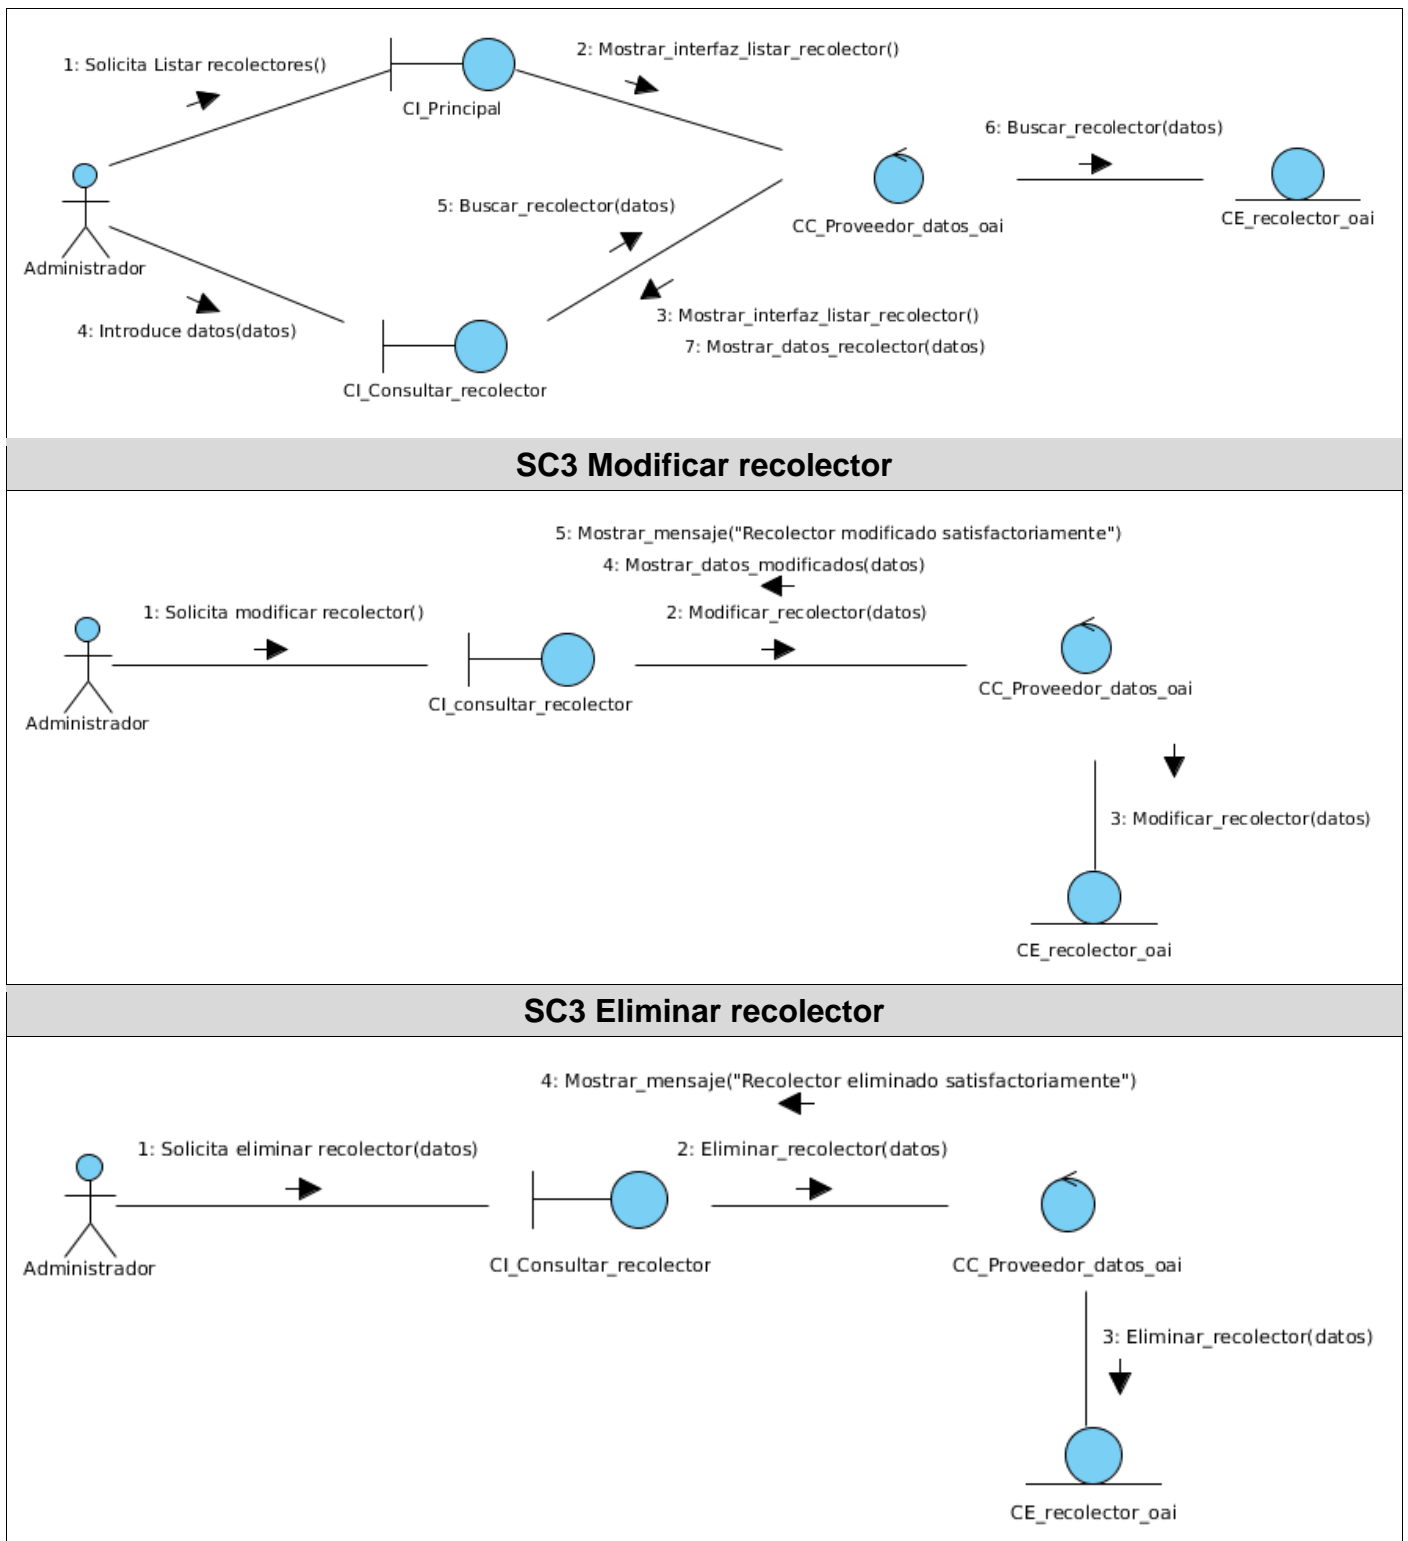 1: Solicita Listar recolectores()
2: Mostrar_interfaz_listar_recolector()
CI_Principal
6: Buscar_recolector(datos)
5: Buscar_recolector(datos)
CC_Proveedor_datos_oai
CE_recolector_oai
Administrador
3: Mostrar_interfaz_listar_recolector()
4: Introduce datos(datos)
7: Mostrar_datos_recolector(datos)
CI_Consultar_recolector
SC3 Modificar recolector
5: Mostrar_mensaje("Recolector modificado satisfactoriamente")
4: Mostrar_datos_modificados(datos)
1: Solicita modificar recolector()
2: Modificar_recolector(datos)
CC_Proveedor_datos_oai
CI_consultar_recolector
Administrador
3: Modificar_recolector(datos)
CE_recolector_oai
SC3 Eliminar recolector
4: Mostrar_mensaje("Recolector eliminado satisfactoriamente")
1: Solicita eliminar recolector(datos)
2: Eliminar_recolector(datos)
Administrador
CI_Consultar_recolector
CC_Proveedor_datos_oai
3: Eliminar_recolector(datos)
CE_recolector_oai